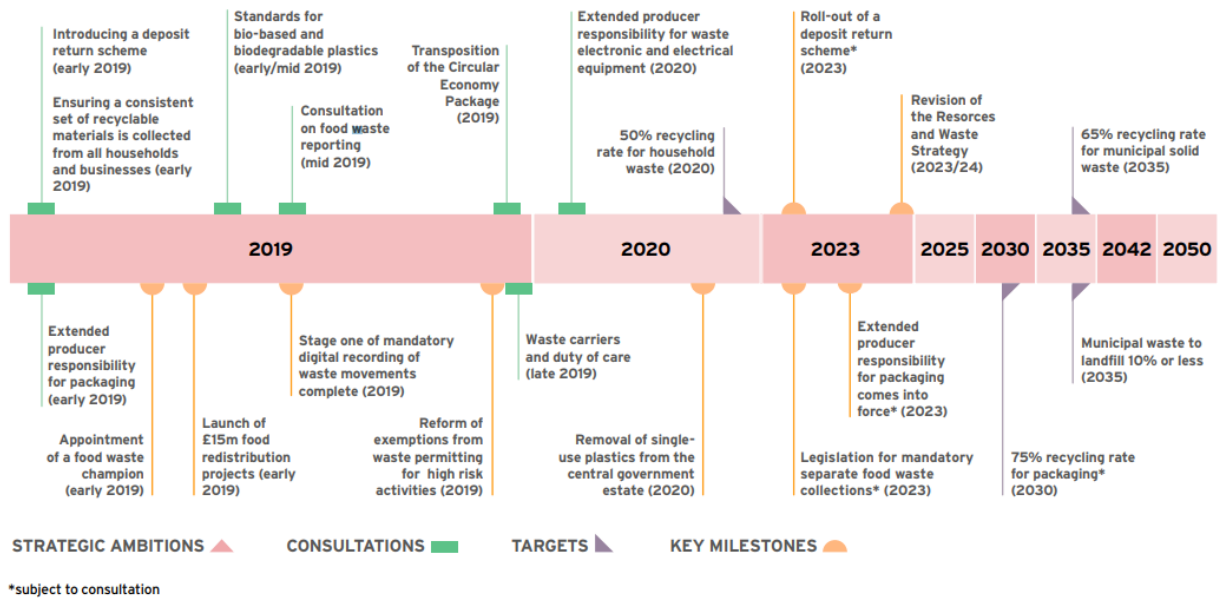 Introducing a deposit
return scheme
(early 2019)
Ensuring a consistent
set of recyclable
materials is collected
from all households
and businesses (early
2019)
Standards for
bio-based and
biodegradable plastics
(early/mid 2019)
Consultation
on food waste
reporting
(mid 2019)
Transposition
of the Circular
Economy
Package
(2019)
Extended producer
responsibility for waste
electronic and electrical
equipment (2020)
50% recycling
rate for household
waste (2020)
Roll-out of a
deposit return
scheme*
(2023)
Revision of
the Resorces
and Waste
Strategy
(2023/24)
65% recycling rate
for municipal solid
waste (2035)
2019
2020
2023
2025
2030
2035
2042
2050
Extended
producer
responsibility
for packaging
(early 2019)
Appointment
of a food waste
champion
(early 2019)
Launch of
£15m food
redistribution
projects (early
2019)
Stage one of mandatory
digital recording of
waste movements
complete (2019)
Reform of
exemptions from
waste permitting
for high risk
activities (2019)
Waste carriers
and duty of care
(late 2019)
Removal of single-
use plastics from the
central government
estate (2020)
Extended
producer
responsibility
for packaging
comes into
force* (2023)
Legislation for mandatory
separate food waste
collections* (2023)
75% recycling rate
for packaging*
(2030)
Municipal waste to
landfill 10% or less
(2035)
STRATEGIC AMBITIONS
CONSULTATIONS
TARGETS
KEY MILESTONES
*subject to consultation